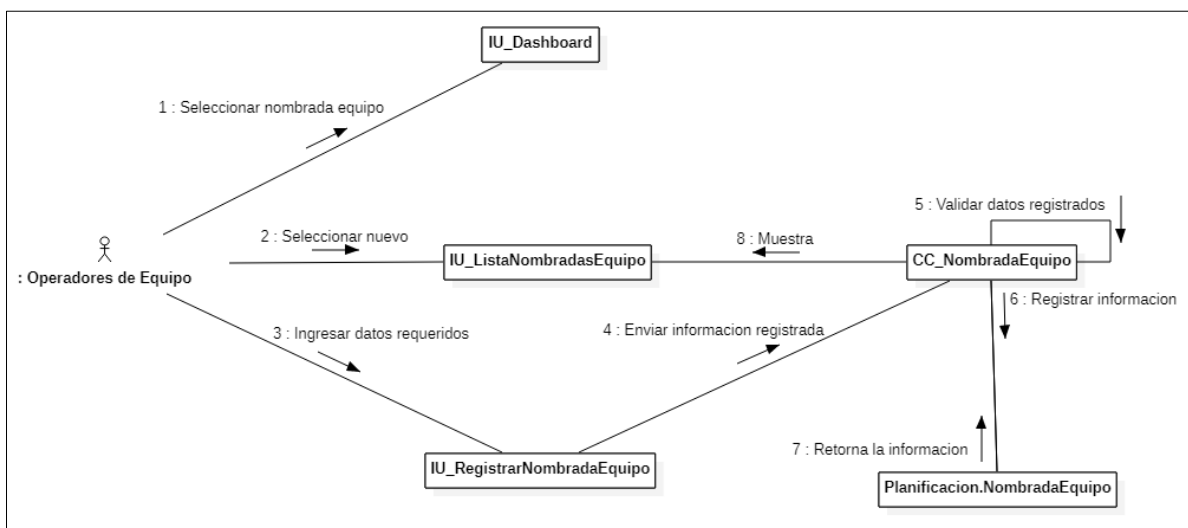 IU_Dashboard
1 : Seleccionar nombrada equipo
5 : Validar datos registrados
2 : Seleccionar nuevo
8 : Muestra
: Operadores de Equipo
IU_ListaNombradasEquipo
CC_NombradaEquipo
6 : Registrar informacion
3 : Ingresar datos requeridos
4 : Enviar informacion registrada
7 : Retorna la informacion
IU_RegistrarNombradaEquipo
Planificacion.NombradaEquipo